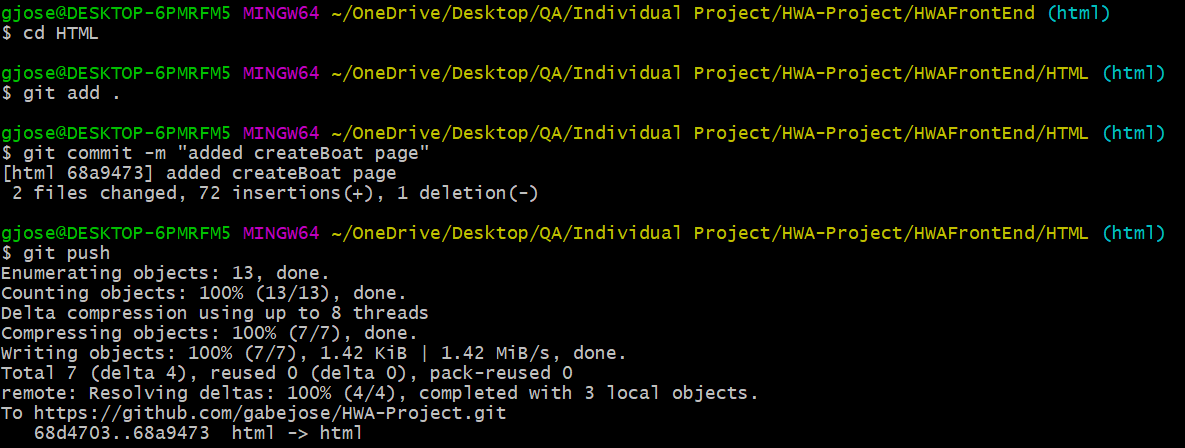 gjose@DESKTOP-6PMRFM5 MINGW64 ~/OneDrive/Desktop/QA/Individual Project/HWA-Project/HWAFrontEnd (html)
$ cd HTML
gjose@DESKTOP-6PMRFM5 MINGW64 ~/OneDrive/Desktop/QA/Individual Project/HWA-Project/HWAFrontEnd/HTML (html)
$ git add .
gjose@DESKTOP-6PMRFM5 MINGW64 ~/OneDrive/Desktop/QA/Individual Project/HWA-Project/HWAFrontEnd/HTML (html)
$ git commit -m "added createBoat page"
[html 68a9473] added createBoat page
 2 files changed, 72 insertions(+), 1 deletion(-)
gjose@DESKTOP-6PMRFM5 MINGW64 ~/OneDrive/Desktop/QA/Individual Project/HWA-Project/HWAFrontEnd/HTML (html)
$ git push
Enumerating objects: 13, done.
Counting objects: 100% (13/13), done.
Delta compression using up to 8 threads
Compressing objects: 100% (7/7), done.
Writing objects: 100% (7/7), 1.42 KiB | 1.42 MiB/s, done.
Total 7 (delta 4), reused 0 (delta 0), pack-reused 0
remote: Resolving deltas: 100% (4/4), completed with 3 local objects.
To https://github.com/gabejose/HWA-Project.git
   68d4703..68a9473  html -> html